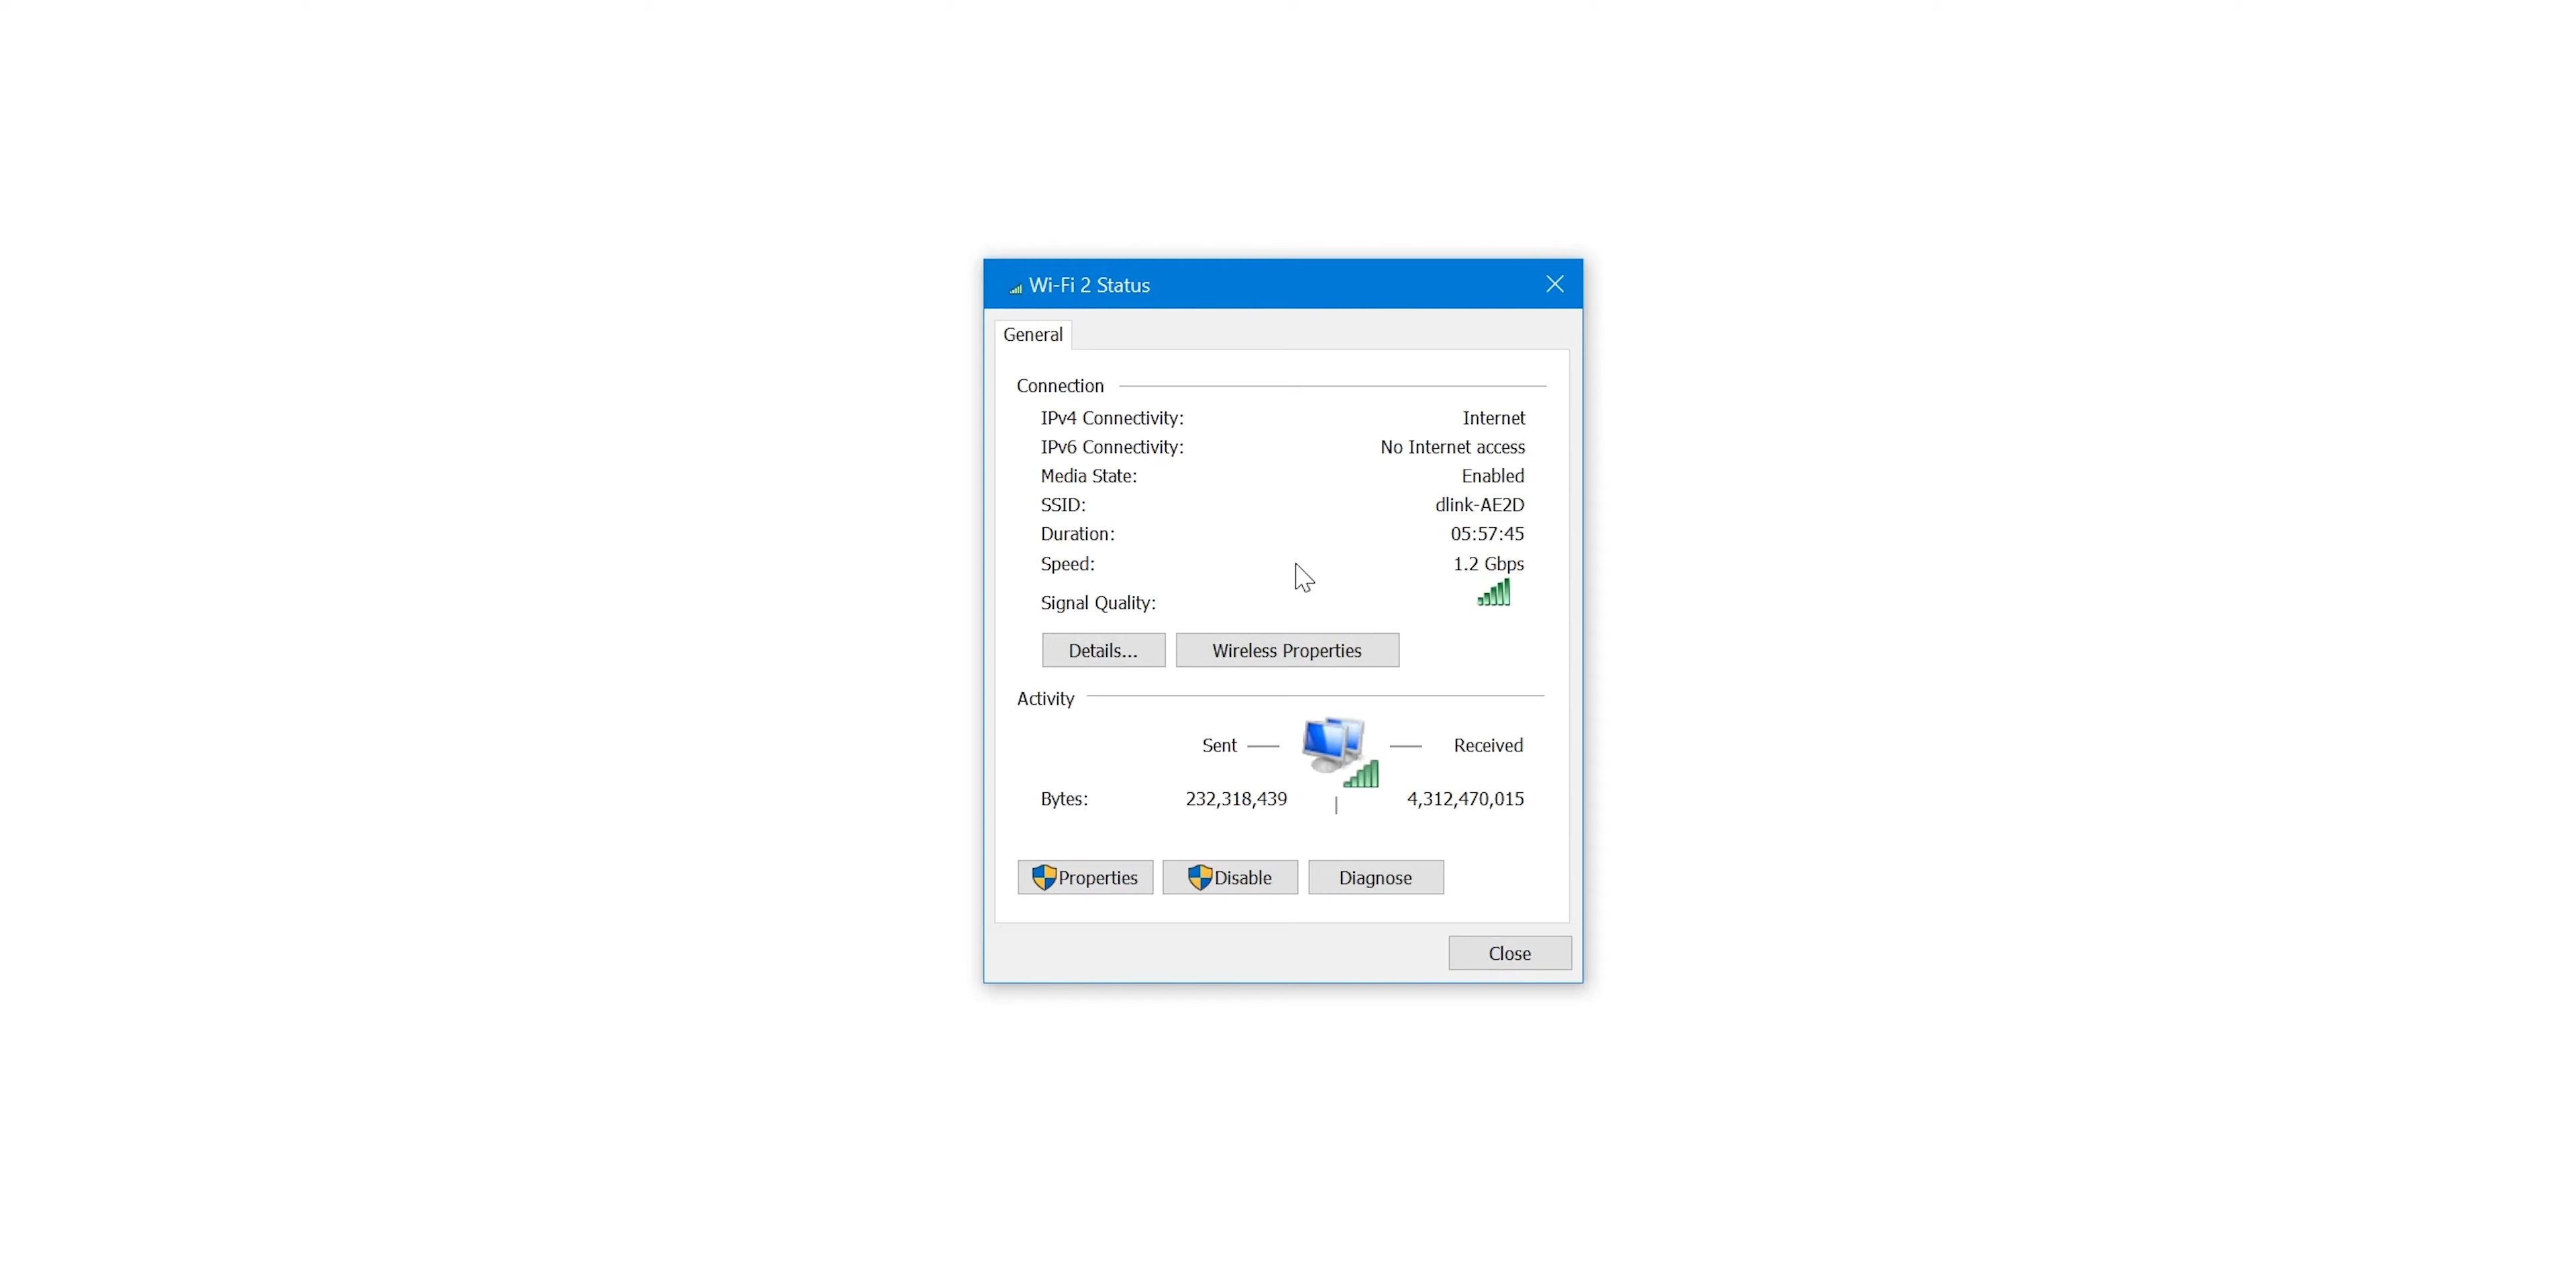 Wi-Fi 2 Status
General
Connection
IPv4 Connectivity: Internet
IPv6 Connectivity: No Internet access
Media State: Enabled
SSID: dlink-AE2D
Duration: 05:57:45
Speed: 1.2 Gbps
Signal Quality:
Details... Wireless Properties
Activity
Sent Received
Bytes: 232,318,439 4,312,470,015
Properties Disable Diagnose
Close